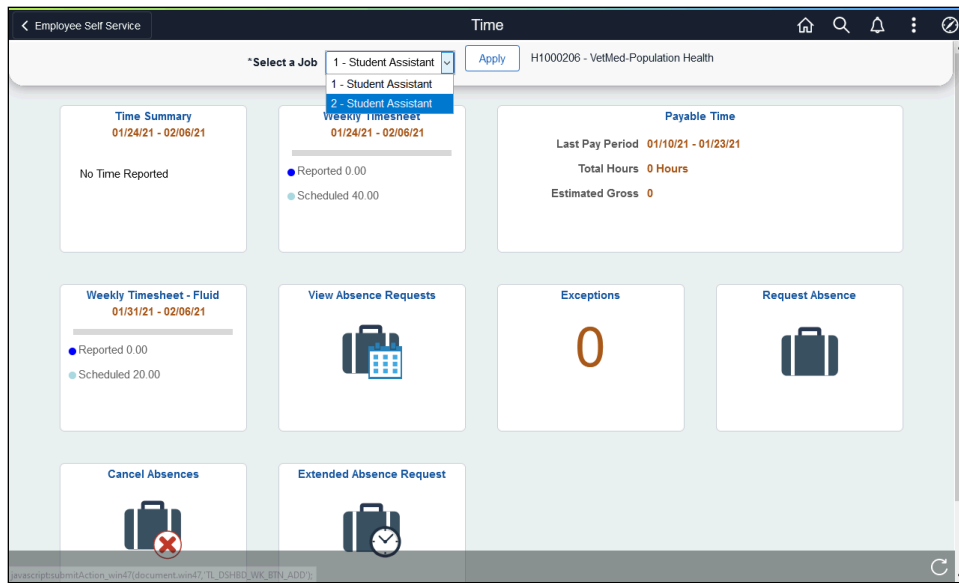 Employee Self Service
Time
*Select a Job
1 - Student Assistant
Apply
H1000206 - VetMed-Population Health
1 - Student Assistant
2 - Student Assistant
Time Summary
01/24/21 - 02/06/21
No Time Reported
Weekly Timesheet
01/24/21 - 02/06/21
Reported 0.00
Scheduled 40.00
Payable Time
Last Pay Period 01/10/21 - 01/23/21
Total Hours 0 Hours
Estimated Gross 0
Weekly Timesheet - Fluid
01/31/21 - 02/06/21
Reported 0.00
Scheduled 20.00
View Absence Requests
Exceptions
0
Request Absence
Cancel Absences
Extended Absence Request
javascript:submitAction_win47(document.win47,'TL_DSHBD_WK_BTN_ADD');